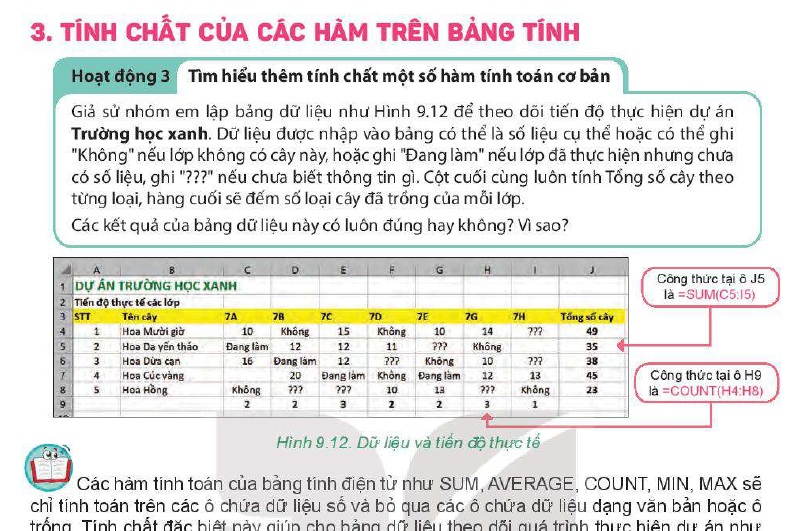 3. TÍNH CHẤT CỦA CÁC HÀM TRÊN BẢNG TÍNH
Hoạt động 3 Tìm hiểu thêm tính chất một số hàm tính toán cơ bản
Giả sử nhóm em lập bảng dữ liệu như Hình 9.12 để theo dõi tiến độ thực hiện dự án
Trường học xanh. Dữ liệu được nhập vào bảng có thể là số liệu cụ thể hoặc có thể ghi
"Không" nếu lớp không có cây này, hoặc ghi "Đang làm" nếu lớp đã thực hiện nhưng chưa
có số liệu, ghi "???" nếu chưa biết thông tin gì. Cột cuối cùng luôn tính Tổng số cây theo
từng loại, hàng cuối sẽ đếm số loại cây đã trồng của mỗi lớp.
Các kết quả của bảng dữ liệu này có luôn đúng hay không? Vì sao?
A B C D E F G H I J
1 DỰ ÁN TRƯỜNG HỌC XANH
2 Tiến độ thực tế các lớp
3 STT Tên cây 7A 7B 7C 7D 7E 7G 7H Tổng số cây
4 1 Hoa Mười giờ 10 Không 15 Không 10 14 ??? 49
5 2 Hoa Dạ yến thảo Đang làm 12 12 11 ??? Không 35
6 3 Hoa Dừa cạn 16 Đang làm 12 ??? Không 10 ??? 38
7 4 Hoa Cúc vàng 20 Đang làm Không Đang làm 12 13 45
8 5 Hoa Hồng Không ??? ??? 10 13 ??? Không 23
9 2 2 3 2 2 3 1
Công thức tại ô J5
là =SUM(C5:I5)
Công thức tại ô H9
là =COUNT(H4:H8)
Hình 9.12. Dữ liệu và tiến độ thực tế
Các hàm tính toán của bảng tính điện tử như SUM, AVERAGE, COUNT, MIN, MAX sẽ
chỉ tính toán trên các ô chứa dữ liệu số và bỏ qua các ô chứa dữ liệu dạng văn bản hoặc ô
trống. Tính chất đặc biệt này giúp cho bảng dữ liệu theo dõi quá trình thực hiện dự án như